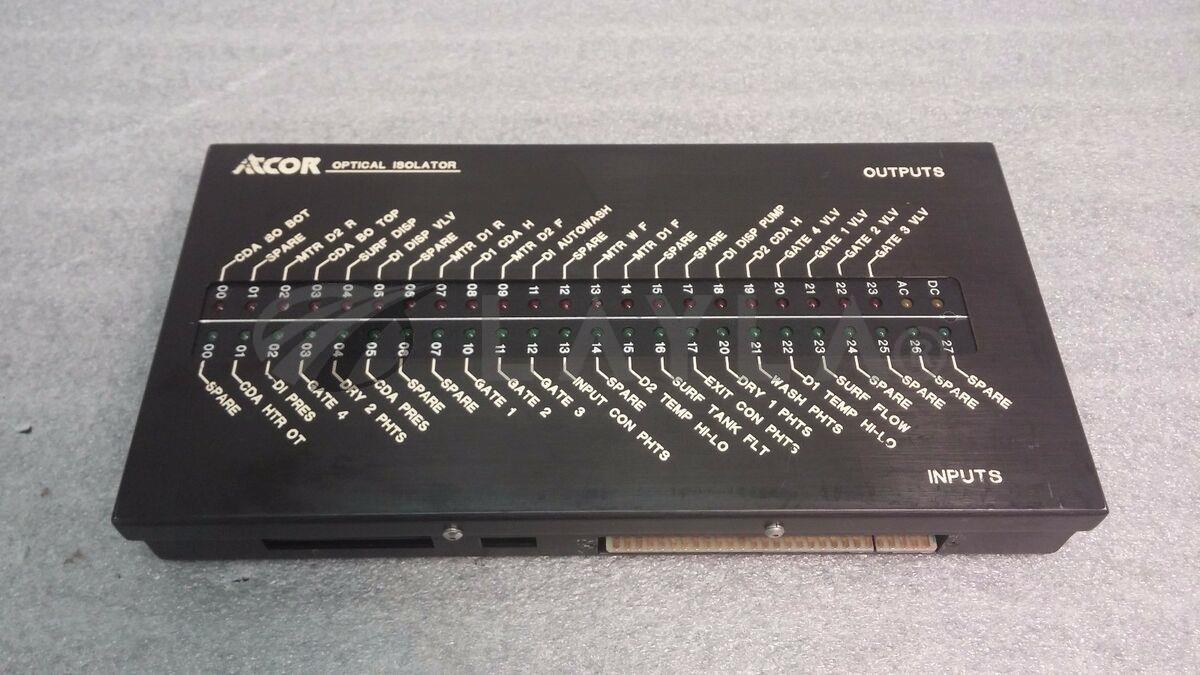 ATCOR OPTICAL ISOLATOR
OUTPUTS
CDA BO BOT
SPARE
MTR D2 R
CDA BO TOP
SURF DISP
DI DISP VLV
SPARE
MTR D1 R
DI CDA H
MTR D2 F
DI AUTOWASH
SPARE
MTR W F
MTR D1 F
SPARE
SPARE
DI DISP PUMP
D2 CDA H
GATE 4 VLV
GATE 1 VLV
GATE 2 VLV
GATE 3 VLV
00 01 02 03 04 05 06 07 08 09 11 12 13 14 15 17 18 19 20 21 22 23 AC DC
LAYLA®
00 01 02 03 04 05 06 07 10 11 12 13 14 15 16 17 20 21 22 23 24 25 26 27
SPARE
CDA HTR OT
DI PRES
GATE 4
DRY 2 PHTS
CDA PRES
SPARE
SPARE
GATE 1
GATE 2
GATE 3
INPUT CON PHTS
SPARE
D2 TEMP HI-LO
SURF TANK FLT
EXIT CON PHTS
DRY 1 PHTS
WASH PHTS
D1 TEMP HI-LO
SURF FLOW
SPARE
SPARE
SPARE
SPARE
INPUTS